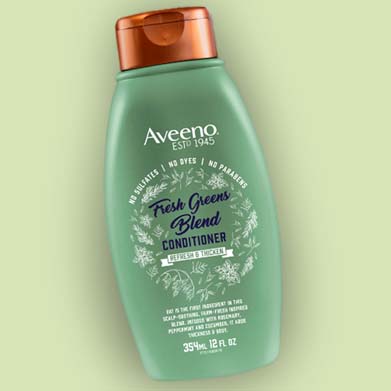 Aveeno®
ESTD 1945
NO SULFATES | NO DYES | NO PARABENS
Fresh Greens
Blend
CONDITIONER
REFRESH & THICKEN
OAT IS THE FIRST INGREDIENT IN THIS
SCALP-SOOTHING, FARM-FRESH INSPIRED
BLEND. INFUSED WITH ROSEMARY,
PEPPERMINT AND CUCUMBER, IT ADDS
THICKNESS & BODY.
354ML 12 FL OZ